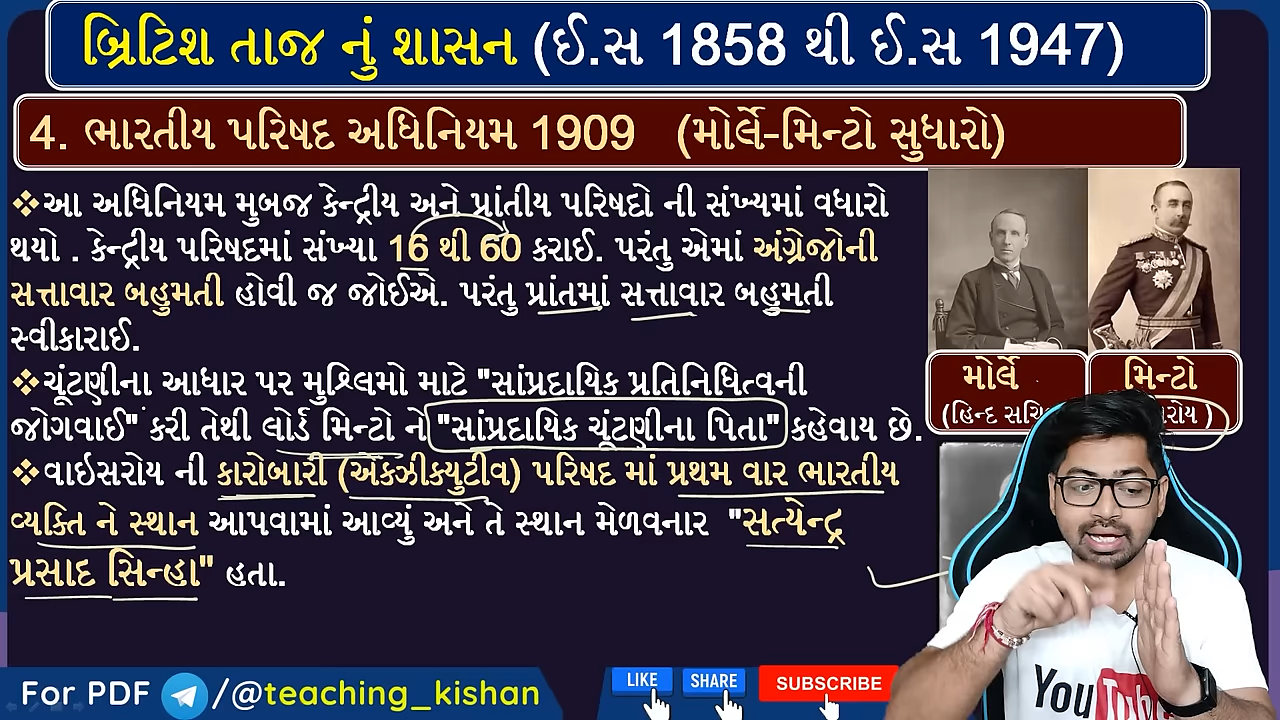 બ્રિટિશ તાજ નું શાસન (ઈ.સ 1858 થી ઈ.સ 1947)
4. ભારતીય પરિષદ અધિનિયમ 1909 (મોર્લે-મિન્ટો સુધારો)
❖આ અધિનિયમ મુબજ કેન્દ્રીય અને પ્રાંતીય પરિષદો ની સંખ્યમાં વધારો
થયો . કેન્દ્રીય પરિષદમાં સંખ્યા 16 થી 60 કરાઈ. પરંતુ એમાં અંગ્રેજોની
સત્તાવાર બહુમતી હોવી જ જોઈએ. પરંતુ પ્રાંતમાં સત્તાવાર બહુમતી
સ્વીકારાઈ.
❖ચૂંટણીના આધાર પર મુશ્લિમો માટે "સાંપ્રદાયિક પ્રતિનિધિત્વની
જોગવાઈ" કરી તેથી લોર્ડ મિન્ટો ને "સાંપ્રદાયિક ચૂંટણીના પિતા" કહેવાય છે.
❖વાઇસરોય ની કારોબારી (એક્ઝીક્યુટીવ) પરિષદ માં પ્રથમ વાર ભારતીય
વ્યક્તિ ને સ્થાન આપવામાં આવ્યું અને તે સ્થાન મેળવનાર "સત્યેન્દ્ર
પ્રસાદ સિન્હા" હતા.
મોર્લે
(હિન્દ
મિન્ટો
For PDF /@teaching_kishan
LIKE
SHARE
SUBSCRIBE
You